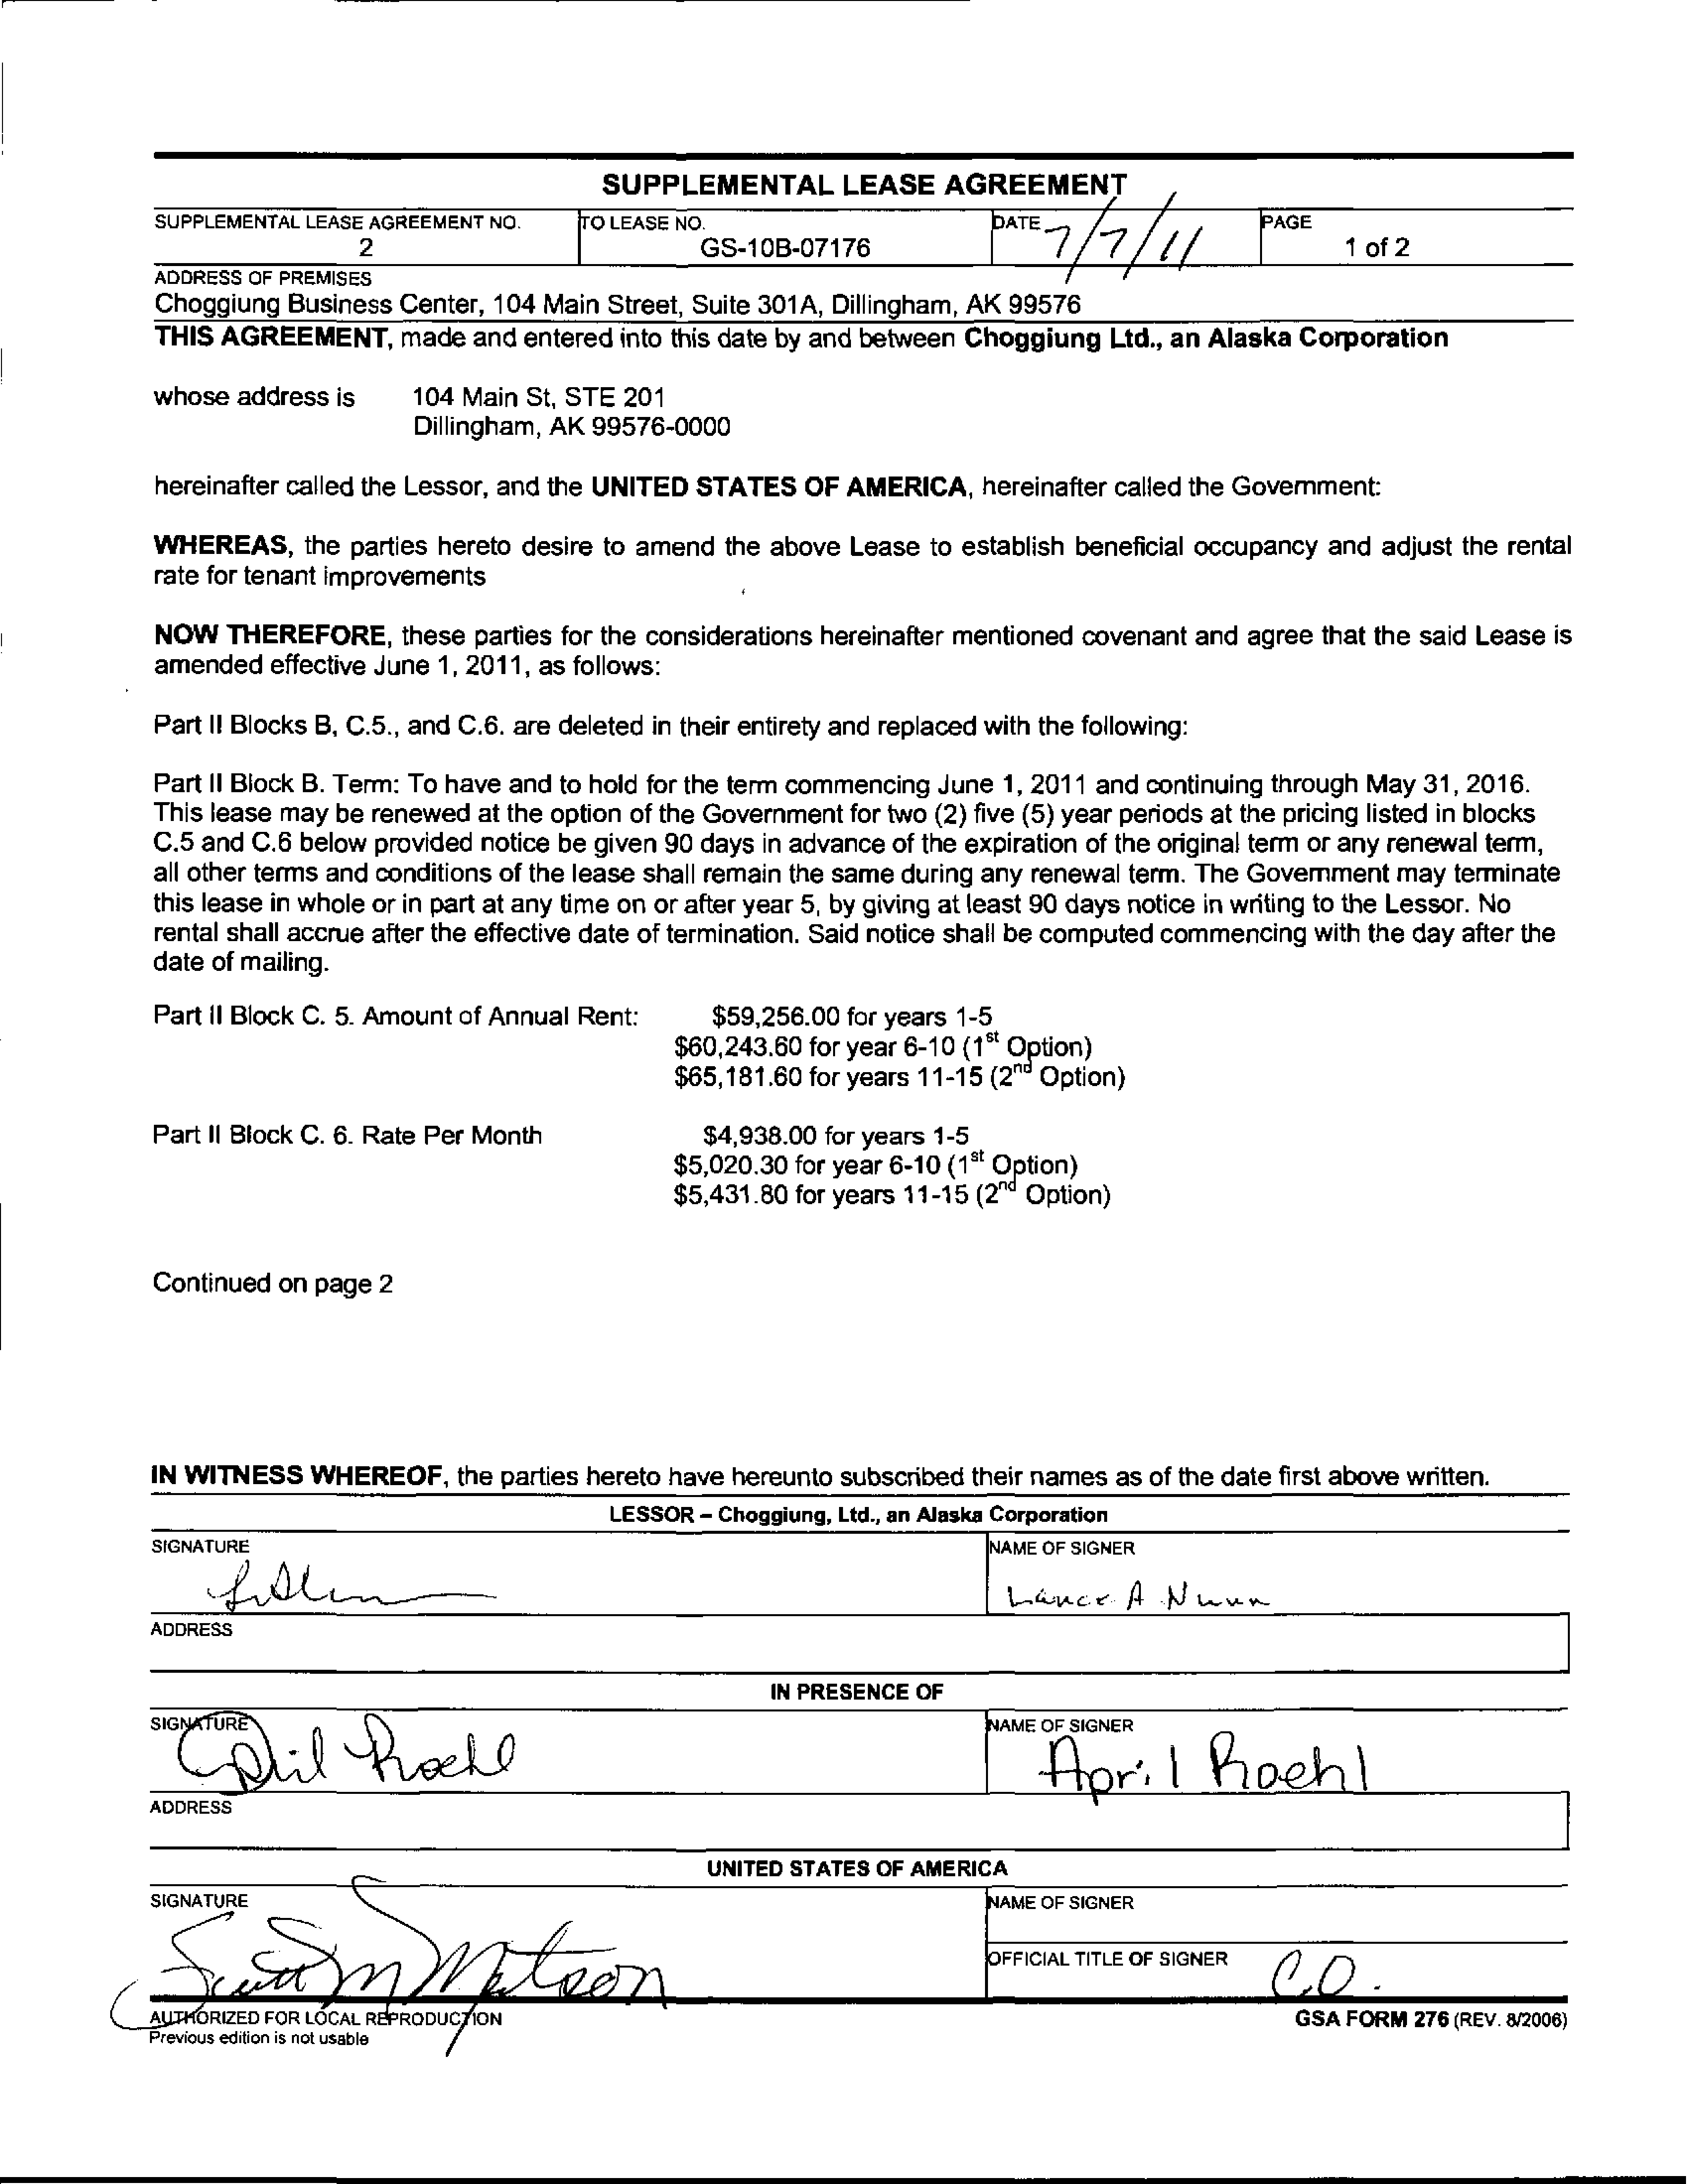 SUPPLEMENTAL LEASE AGREEMENT
SUPPLEMENTAL LEASE AGREEMENT NO. TO LEASE NO. DATE PAGE
2 GS-10B-07176 7/7/11 1 of 2
ADDRESS OF PREMISES
Choggiung Business Center, 104 Main Street, Suite 301A, Dillingham, AK 99576
THIS AGREEMENT, made and entered into this date by and between Choggiung Ltd., an Alaska Corporation
whose address is 104 Main St, STE 201
Dillingham, AK 99576-0000
hereinafter called the Lessor, and the UNITED STATES OF AMERICA, hereinafter called the Government:
WHEREAS, the parties hereto desire to amend the above Lease to establish beneficial occupancy and adjust the rental
rate for tenant improvements
NOW THEREFORE, these parties for the considerations hereinafter mentioned covenant and agree that the said Lease is
amended effective June 1, 2011, as follows:
Part II Blocks B, C.5., and C.6. are deleted in their entirety and replaced with the following:
Part II Block B. Term: To have and to hold for the term commencing June 1, 2011 and continuing through May 31, 2016.
This lease may be renewed at the option of the Government for two (2) five (5) year periods at the pricing listed in blocks
C.5 and C.6 below provided notice be given 90 days in advance of the expiration of the original term or any renewal term,
all other terms and conditions of the lease shall remain the same during any renewal term. The Government may terminate
this lease in whole or in part at any time on or after year 5, by giving at least 90 days notice in writing to the Lessor. No
rental shall accrue after the effective date of termination. Said notice shall be computed commencing with the day after the
date of mailing.
Part II Block C. 5. Amount of Annual Rent: $59,256.00 for years 1-5
$60,243.60 for year 6-10 (1st Option)
$65,181.60 for years 11-15 (2nd Option)
Part II Block C. 6. Rate Per Month $4,938.00 for years 1-5
$5,020.30 for year 6-10 (1st Option)
$5,431.80 for years 11-15 (2nd Option)
Continued on page 2
IN WITNESS WHEREOF, the parties hereto have hereunto subscribed their names as of the date first above written.
LESSOR – Choggiung, Ltd., an Alaska Corporation
SIGNATURE NAME OF SIGNER
Lance A Nunn
ADDRESS
IN PRESENCE OF
SIGNATURE NAME OF SIGNER
April Roehl April Roehl
ADDRESS
UNITED STATES OF AMERICA
SIGNATURE NAME OF SIGNER
Scott M Matson
OFFICIAL TITLE OF SIGNER C.O.
AUTHORIZED FOR LOCAL REPRODUCTION GSA FORM 276 (REV. 8/2006)
Previous edition is not usable